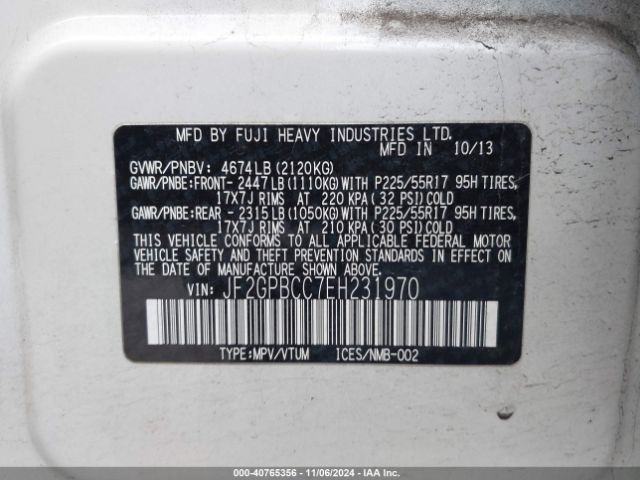 MFD BY FUJI HEAVY INDUSTRIES LTD.
MFD IN 10/13
GVWR/PNBV: 4674LB (2120KG)
GAWR/PNBE:FRONT- 2447LB(1110KG)WITH P225/55R17 95H TIRES,
17X7J RIMS AT 220 KPA( 32 PSI)COLD
GAWR/PNBE:REAR - 2315LB(1050KG)WITH P225/55R17 95H TIRES,
17X7J RIMS AT 210 KPA( 30 PSI)COLD
THIS VEHICLE CONFORMS TO ALL APPLICABLE FEDERAL MOTOR
VEHICLE SAFETY THEFT PREVENTION STANDARDS IN EFFECT
ON THE DATE OF MANUFACTURE SHOWN ABOVE
VIN: JF2GPBCC7EH231970
TYPE:MPV/VTUM ICES/NMB-002
000-40765356 | 11/06/2024 | IAAI.COM